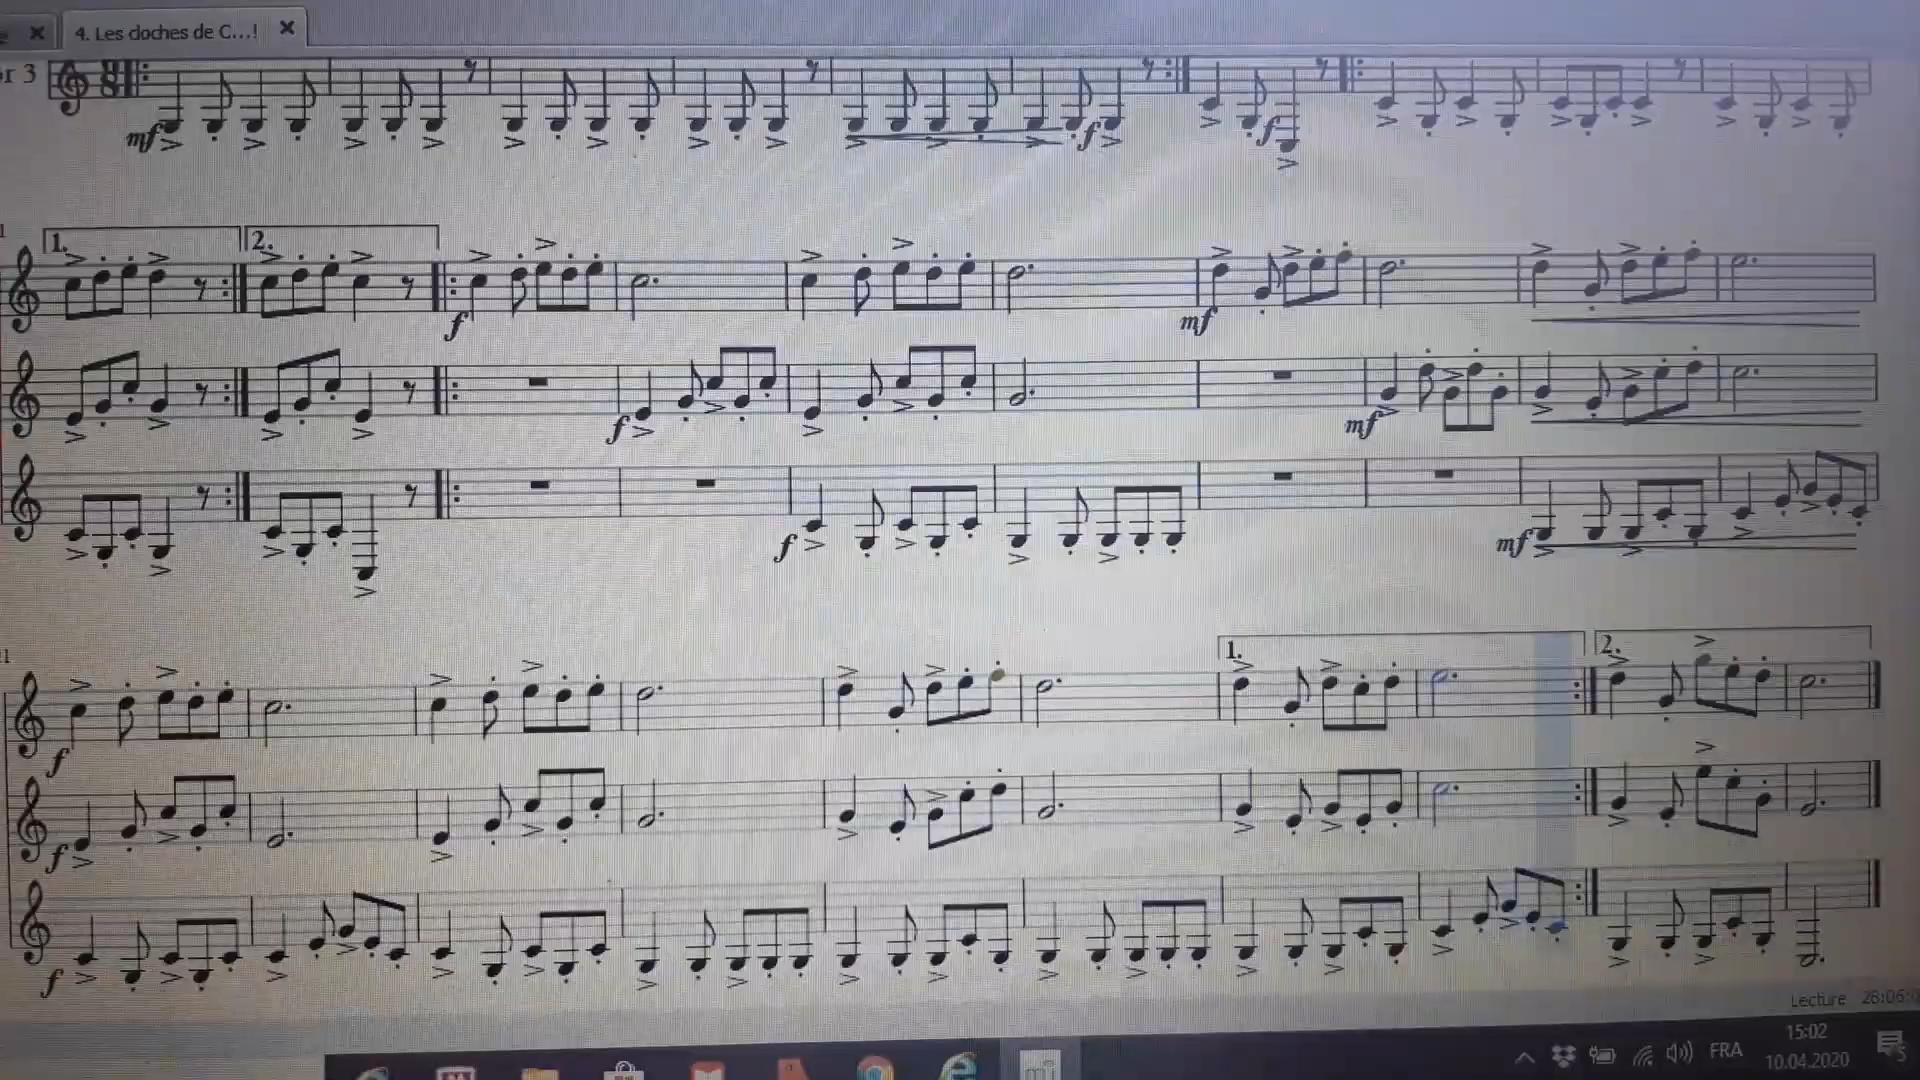 4. Les cloches de C...!
or 3
mf
f
f
1.
2.
f
mf
f
mf
f
mf
1.
2.
f
f
f
Lecture
15:02
FRA
10.04.2020